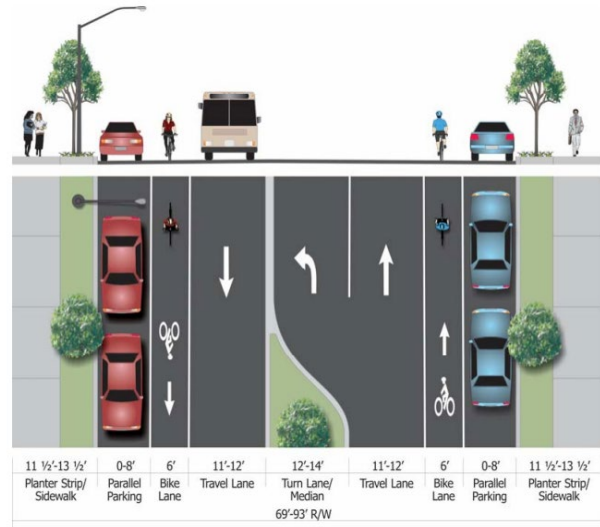 11 ½'-13 ½' 0-8' 6' 11'-12' 12'-14' 11'-12' 6' 0-8' 11 ½'-13 ½'
Planter Strip/ Parallel Bike Travel Lane Turn Lane/ Travel Lane Bike Parallel Planter Strip/
Sidewalk Parking Lane Median Lane Parking Sidewalk
69'-93' R/W